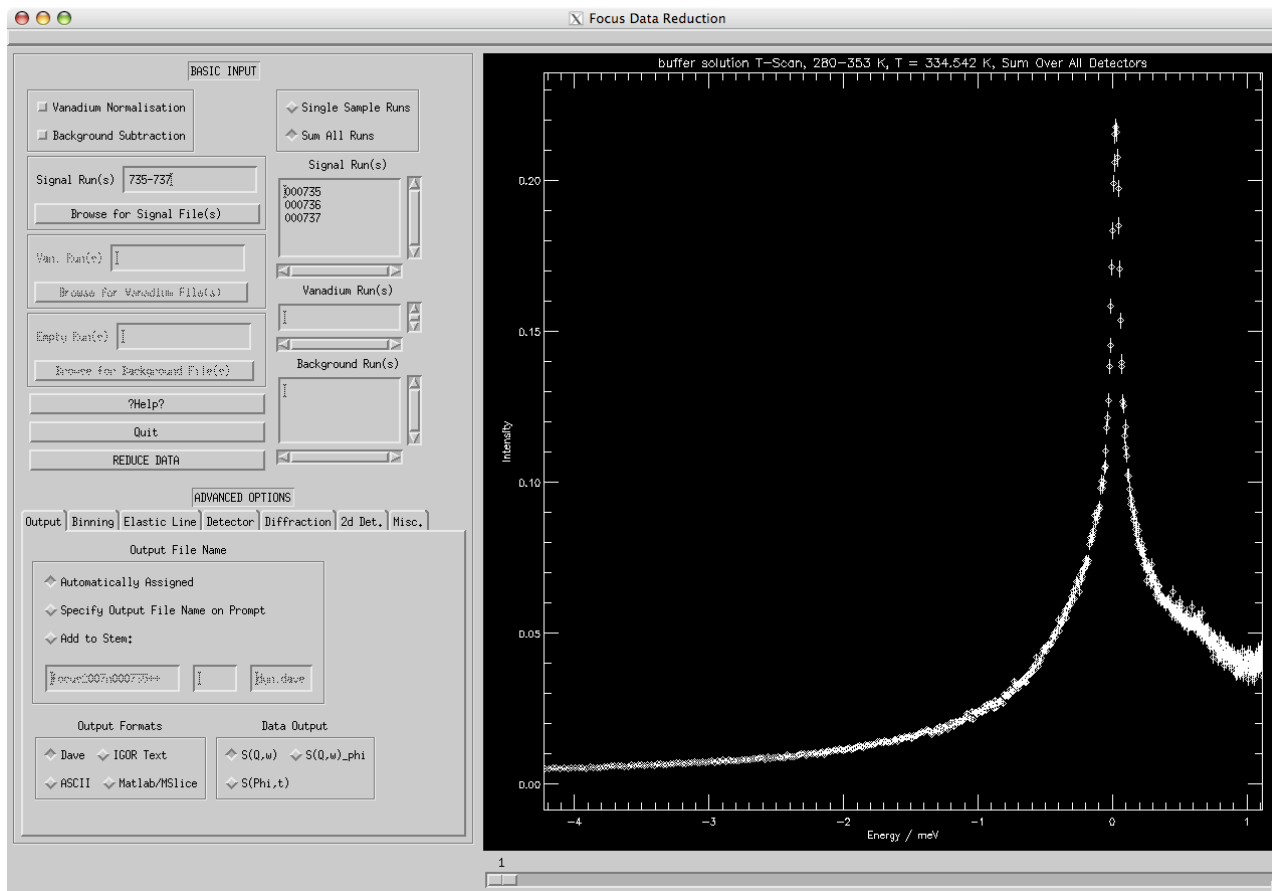 Focus Data Reduction
BASIC INPUT
Vanadium Normalisation
Background Subtraction
Single Sample Runs
Sum All Runs
Signal Run(s) 735-737
Browse for Signal File(s)
Van. Run(s)
Browse for Vanadium File(s)
Empty Run(s)
Browse for Background File(s)
?Help?
Quit
REDUCE DATA
Signal Run(s)
000735
000736
000737
Vanadium Run(s)
Background Run(s)
ADVANCED OPTIONS
Output Binning Elastic Line Detector Diffraction 2d Det. Misc.
Output File Name
Automatically Assigned
Specify Output File Name on Prompt
Add to Stem:
Output Formats
Dave IGOR Text
ASCII Matlab/MSlice
Data Output
S(Q,w) S(Q,w)_phi
S(Phi,t)
buffer solution T-Scan, 280-353 K, T = 334.542 K, Sum Over All Detectors
Intensity
0.20
0.15
0.10
0.05
0.00
-4 -3 -2 -1 0 1
Energy / meV
1